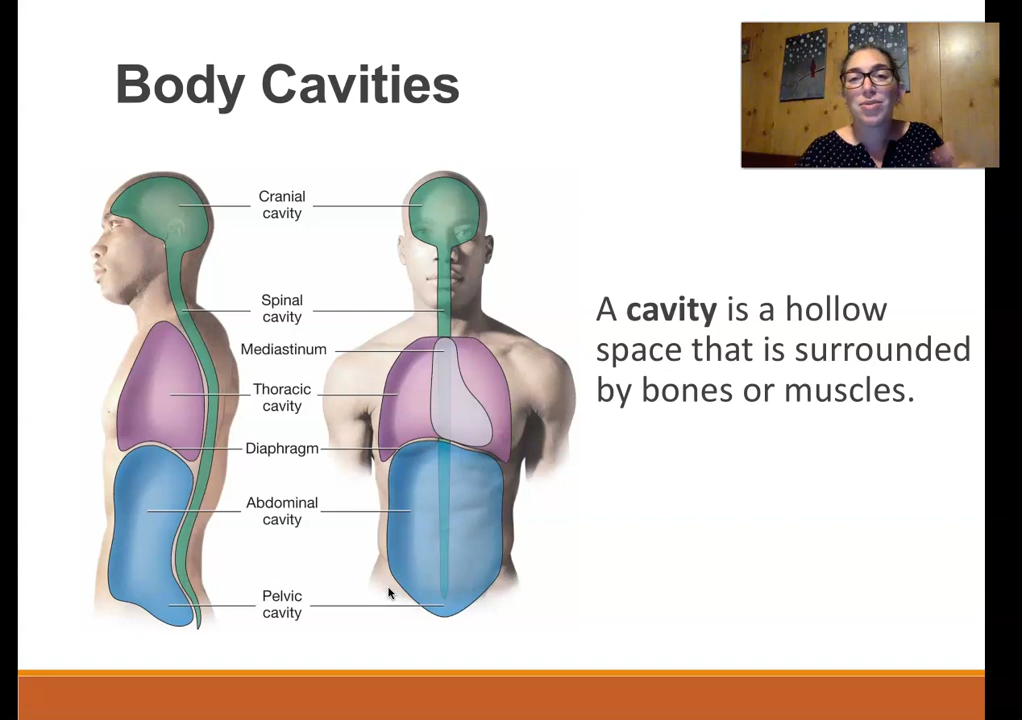 Body Cavities
Cranial
cavity
Spinal
cavity
Mediastinum
Thoracic
cavity
Diaphragm
Abdominal
cavity
Pelvic
cavity
A cavity is a hollow
space that is surrounded
by bones or muscles.